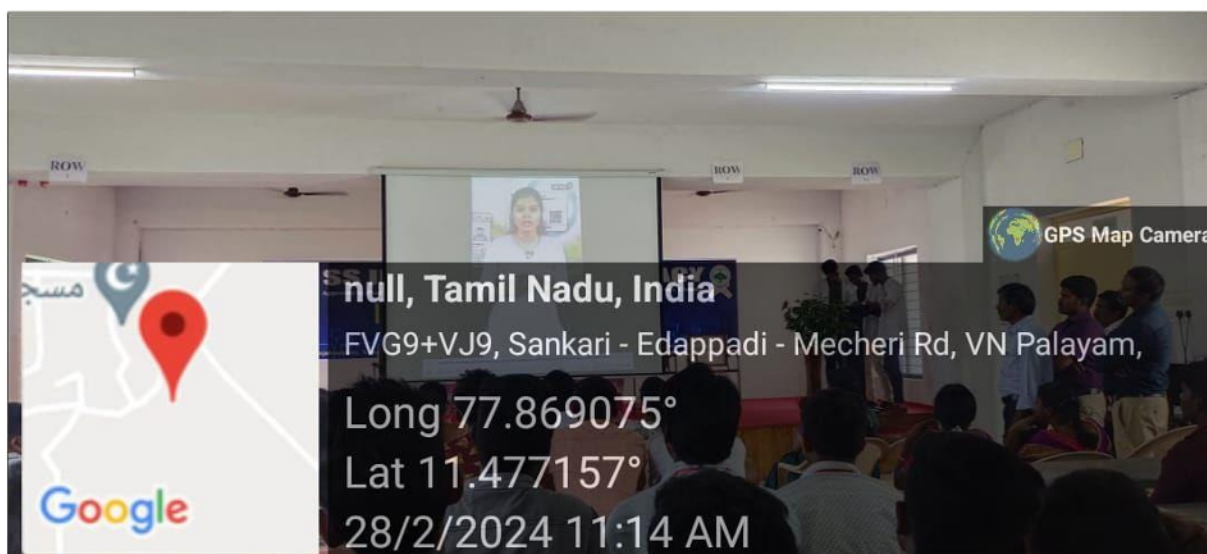 ROW
ROW
ROW
GPS Map Camera
مسجد
null, Tamil Nadu, India
FVG9+VJ9, Sankari - Edappadi - Mecheri Rd, VN Palayam,
Long 77.869075°
Lat 11.477157°
28/2/2024 11:14 AM
Google